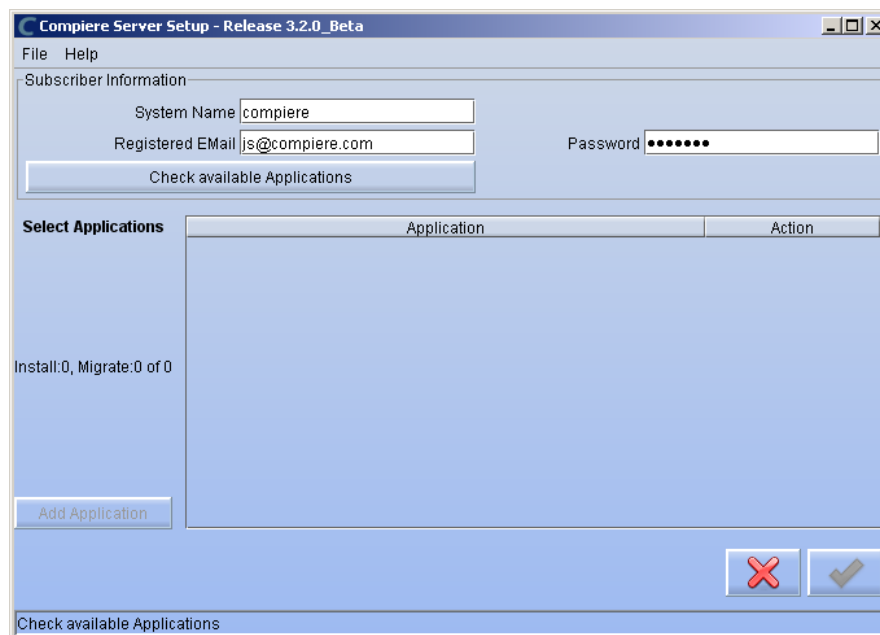 Compiere Server Setup - Release 3.2.0_Beta
File Help
Subscriber Information
System Name compiere
Registered EMail js@compiere.com Password •••••••
Check available Applications
Select Applications Application Action
Install:0, Migrate:0 of 0
Add Application
Check available Applications